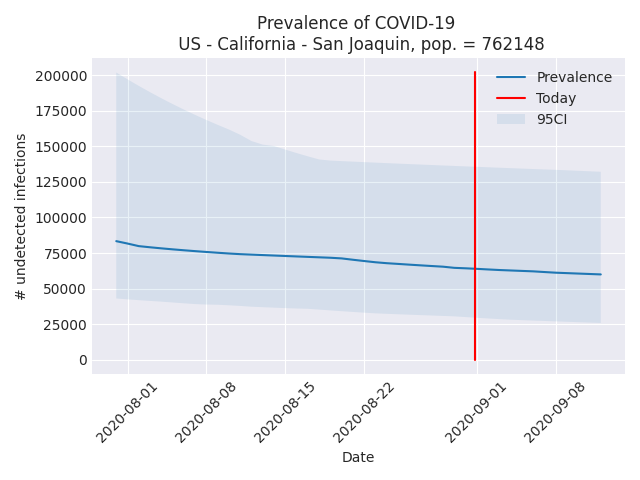 Prevalence of COVID-19
US - California - San Joaquin, pop. = 762148
200000
175000
150000
125000
100000
75000
50000
25000
0
# undetected infections
Prevalence
Today
95CI
2020-08-01
2020-08-08
2020-08-15
2020-08-22
2020-09-01
2020-09-08
Date